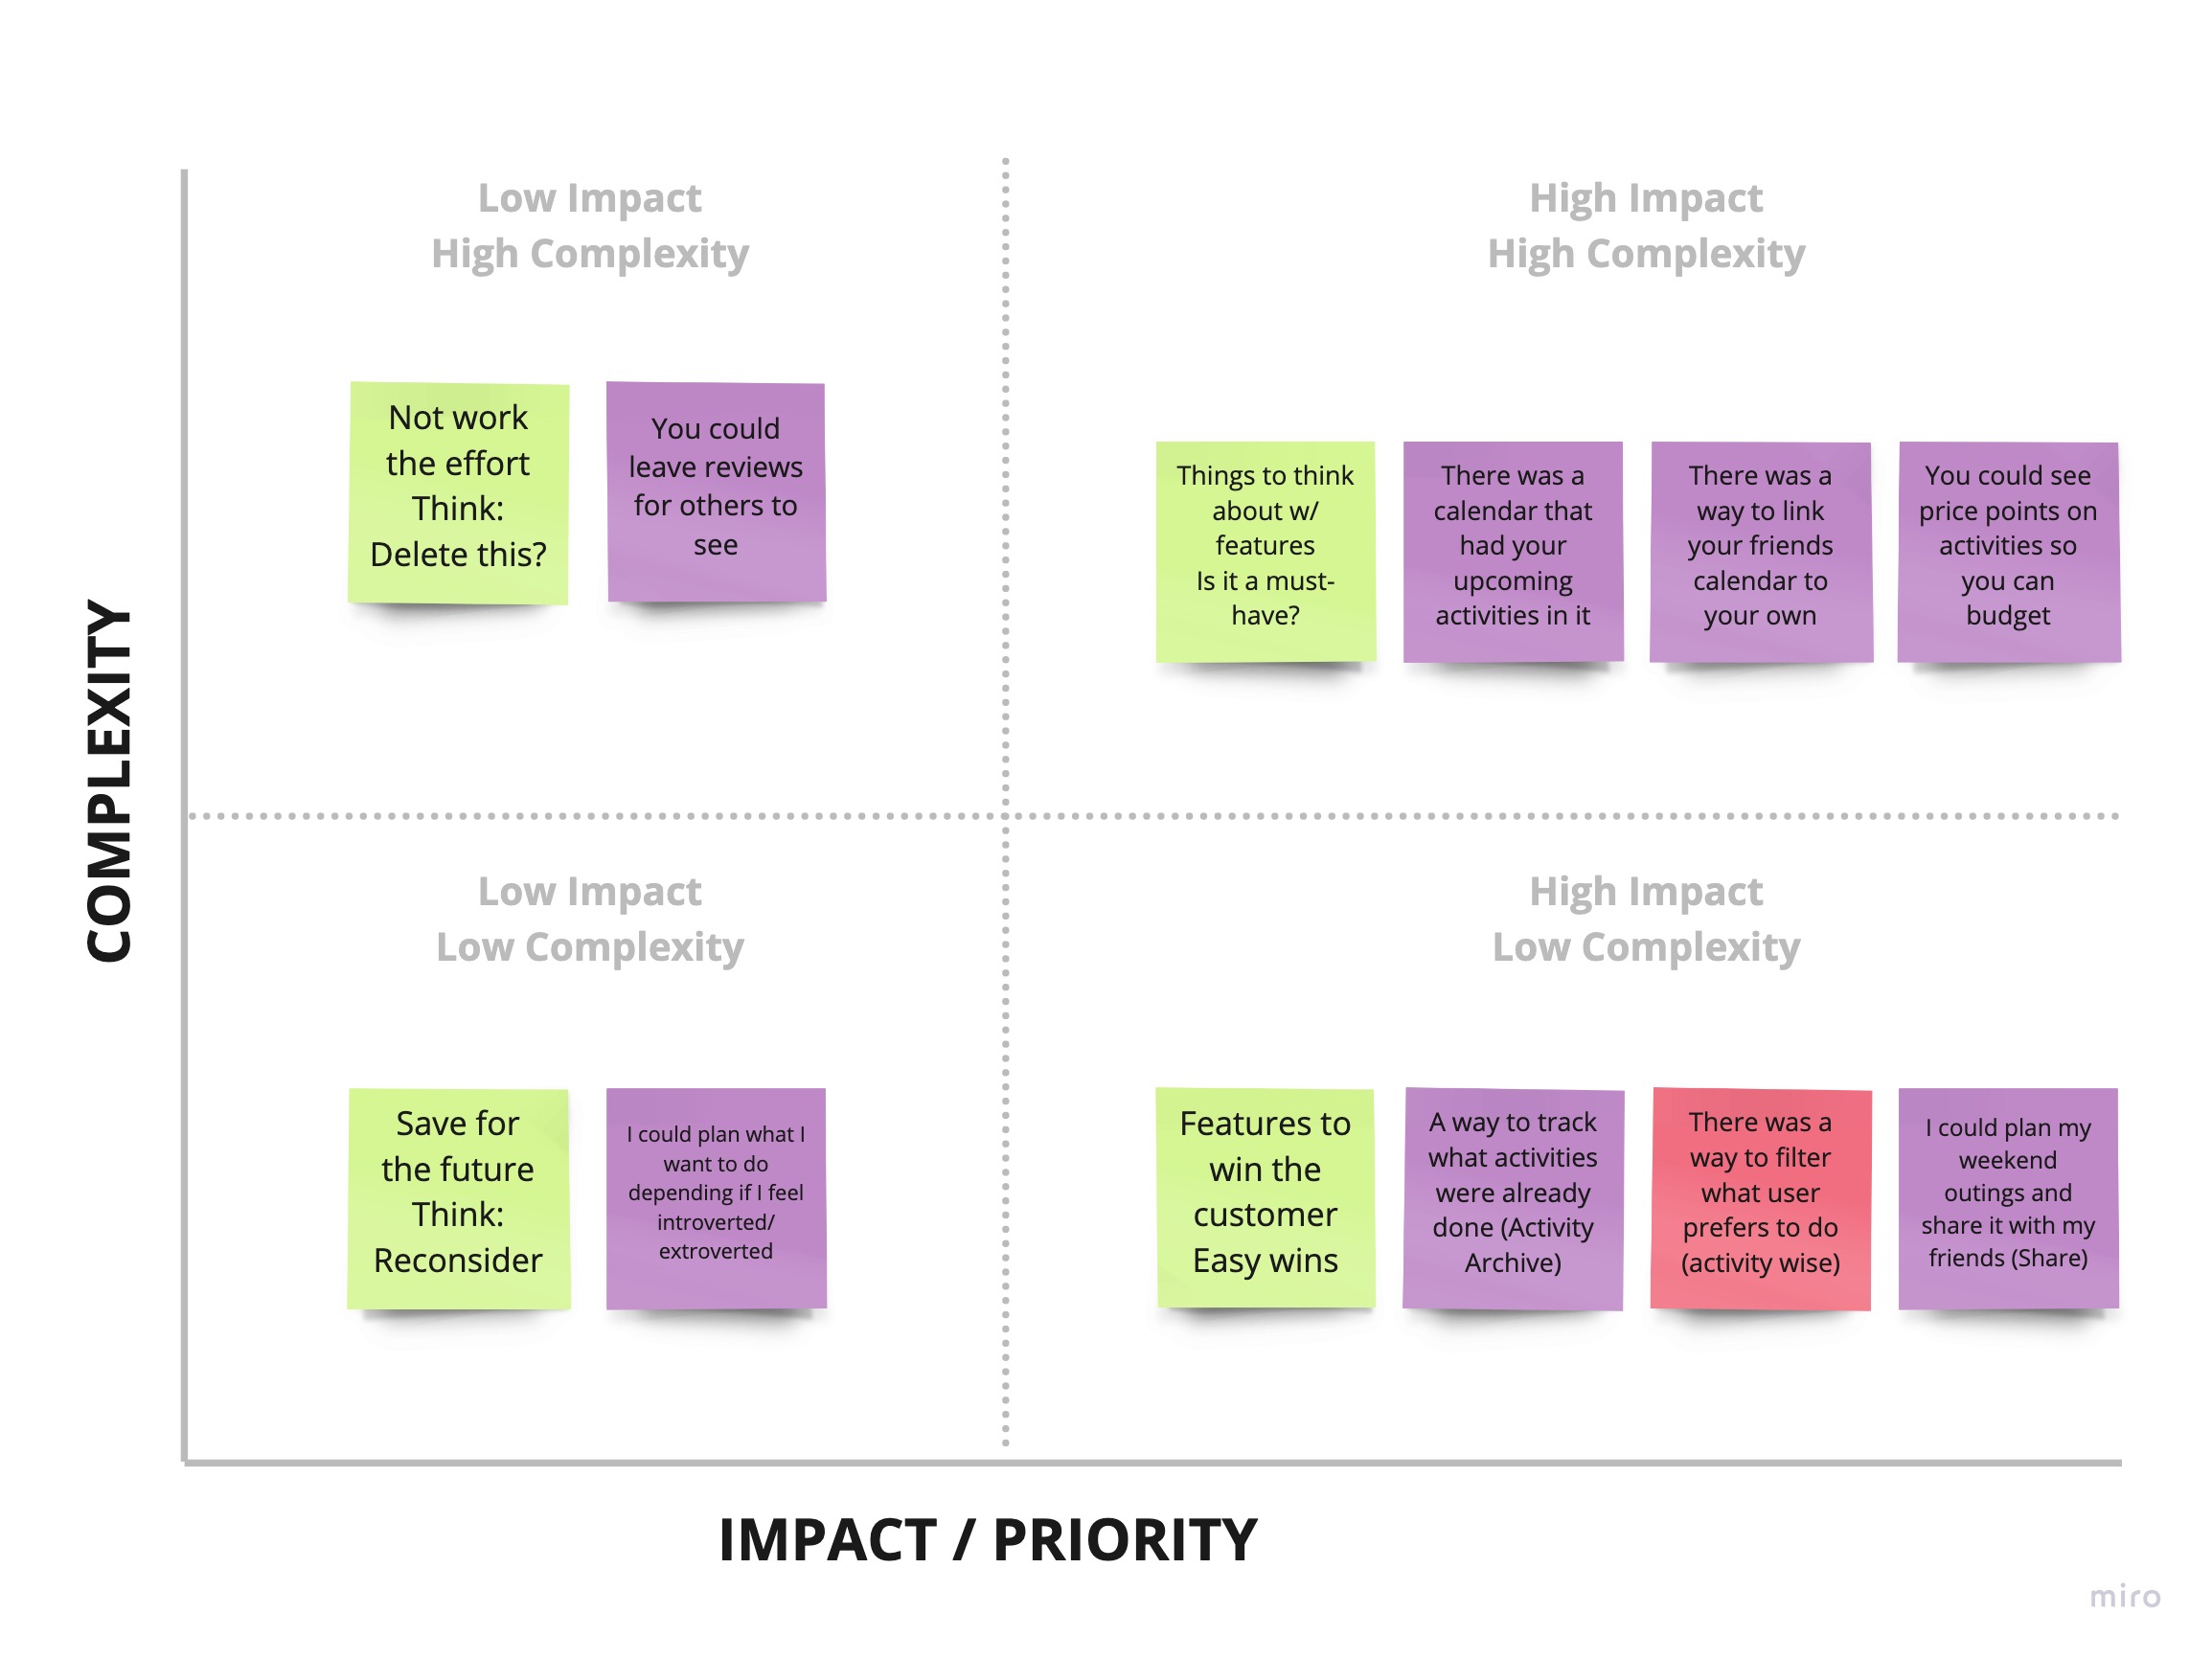 Low Impact
High Complexity
High Impact
High Complexity
Not work
the effort
Think:
Delete this?
You could
leave reviews
for others to
see
Things to think
about w/
features
Is it a must-
have?
There was a
calendar that
had your
upcoming
activities in it
There was a
way to link
your friends
calendar to
your own
You could see
price points on
activities so
you can
budget
COMPLEXITY
Low Impact
Low Complexity
High Impact
Low Complexity
Save for
the future
Think:
Reconsider
I could plan what I
want to do
depending if I feel
introverted/
extroverted
Features to
win the
customer
Easy wins
A way to track
what activities
were already
done (Activity
Archive)
There was a
way to filter
what user
prefers to do
(activity wise)
I could plan my
weekend
outings and
share it with my
friends (Share)
IMPACT / PRIORITY
miro